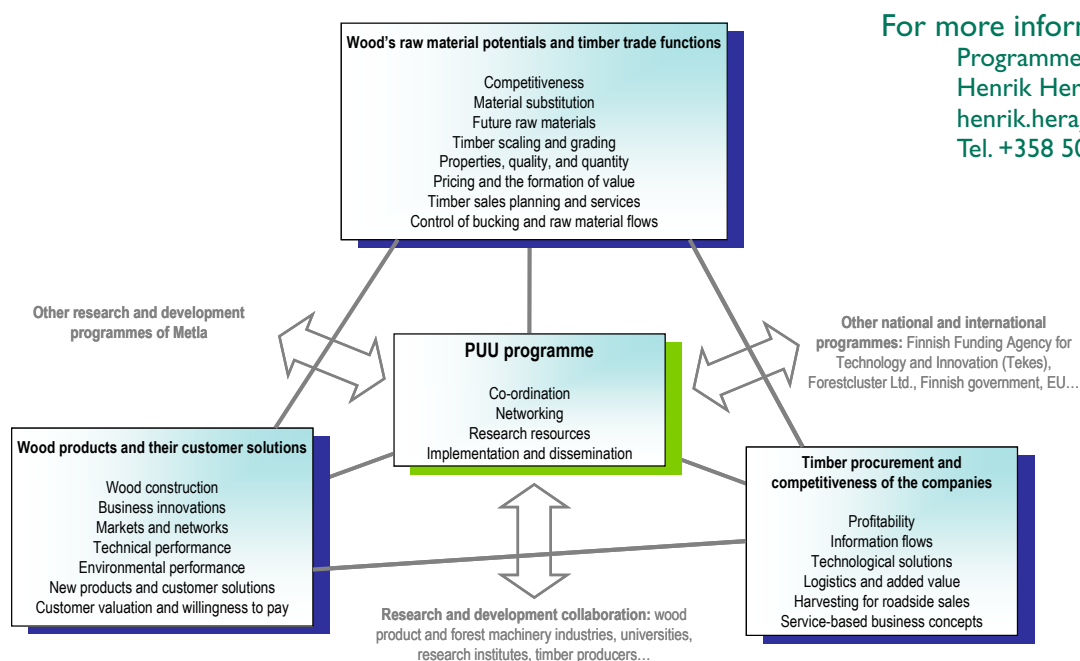 For more inform
Programme
Henrik Her
henrik.hera
Tel. +358 50
Wood's raw material potentials and timber trade functions
Competitiveness
Material substitution
Future raw materials
Timber scaling and grading
Properties, quality, and quantity
Pricing and the formation of value
Timber sales planning and services
Control of bucking and raw material flows
Other research and development
programmes of Metla
PUU programme
Co-ordination
Networking
Research resources
Implementation and dissemination
Other national and international
programmes: Finnish Funding Agency for
Technology and Innovation (Tekes),
Forestcluster Ltd., Finnish government, EU…
Wood products and their customer solutions
Wood construction
Business innovations
Markets and networks
Technical performance
Environmental performance
New products and customer solutions
Customer valuation and willingness to pay
Timber procurement and
competitiveness of the companies
Profitability
Information flows
Technological solutions
Logistics and added value
Harvesting for roadside sales
Service-based business concepts
Research and development collaboration: wood
product and forest machinery industries, universities,
research institutes, timber producers…